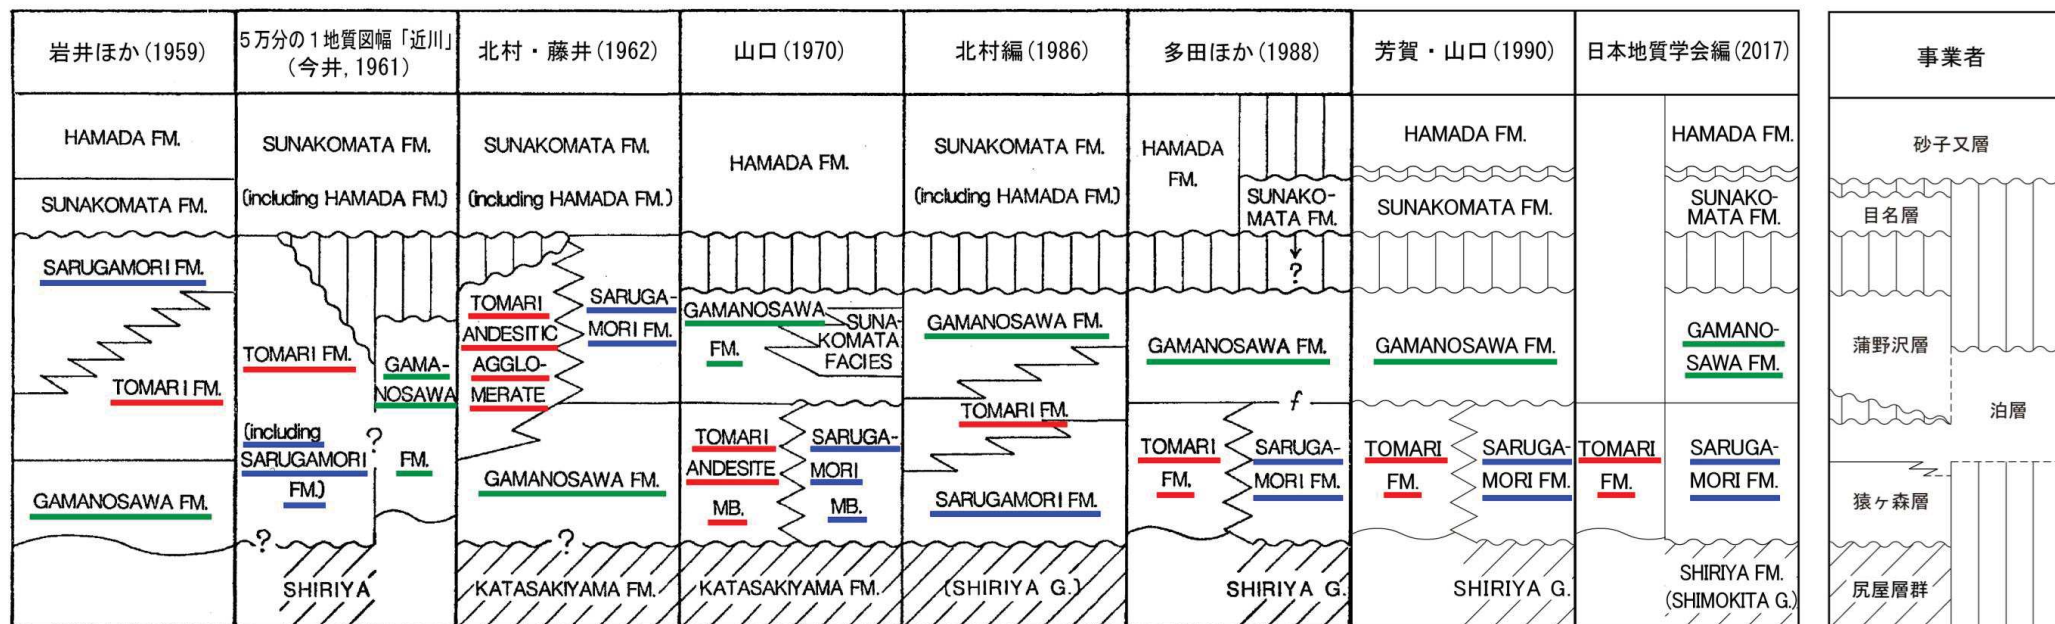 岩井ほか(1959)
HAMADA FM.
SUNAKOMATA FM.
SARUGAMORI FM.
TOMARI FM.
GAMANOSAWA FM.
5万分の1地質図幅「近川」
(今井, 1961)
SUNAKOMATA FM.
(including HAMADA FM.)
TOMARI FM.
(including
SARUGAMORI
FM.)
GAMA-
NOSAWA
FM.
?
?
SHIRIYA
北村・藤井(1962)
SUNAKOMATA FM.
(including HAMADA FM.)
TOMARI
ANDESITIC
AGGLO-
MERATE
SARUGA-
MORI FM.
GAMANOSAWA FM.
?
KATASAKIYAMA FM.
山口(1970)
HAMADA FM.
GAMANOSAWA
FM.
SUNA-
KOMATA
FACIES
TOMARI
ANDESITE
MB.
SARUGA-
MORI
MB.
KATASAKIYAMA FM.
北村編(1986)
SUNAKOMATA FM.
(including HAMADA FM.)
GAMANOSAWA FM.
TOMARI FM.
SARUGAMORI FM.
(SHIRIYA G.)
多田ほか(1988)
HAMADA
FM.
SUNAKO-
MATA FM.
?
GAMANOSAWA FM.
f
TOMARI
FM.
SARUGA-
MORI FM.
SHIRIYA G.
芳賀・山口(1990)
HAMADA FM.
SUNAKOMATA FM.
GAMANOSAWA FM.
TOMARI
FM.
SARUGA-
MORI FM.
SHIRIYA G.
日本地質学会編(2017)
HAMADA FM.
SUNAKO-
MATA FM.
GAMANO-
SAWA FM.
TOMARI
FM.
SARUGA-
MORI FM.
SHIRIYA FM.
(SHIMOKITA G.)
事業者
砂子又層
目名層
蒲野沢層
泊層
猿ヶ森層
尻屋層群